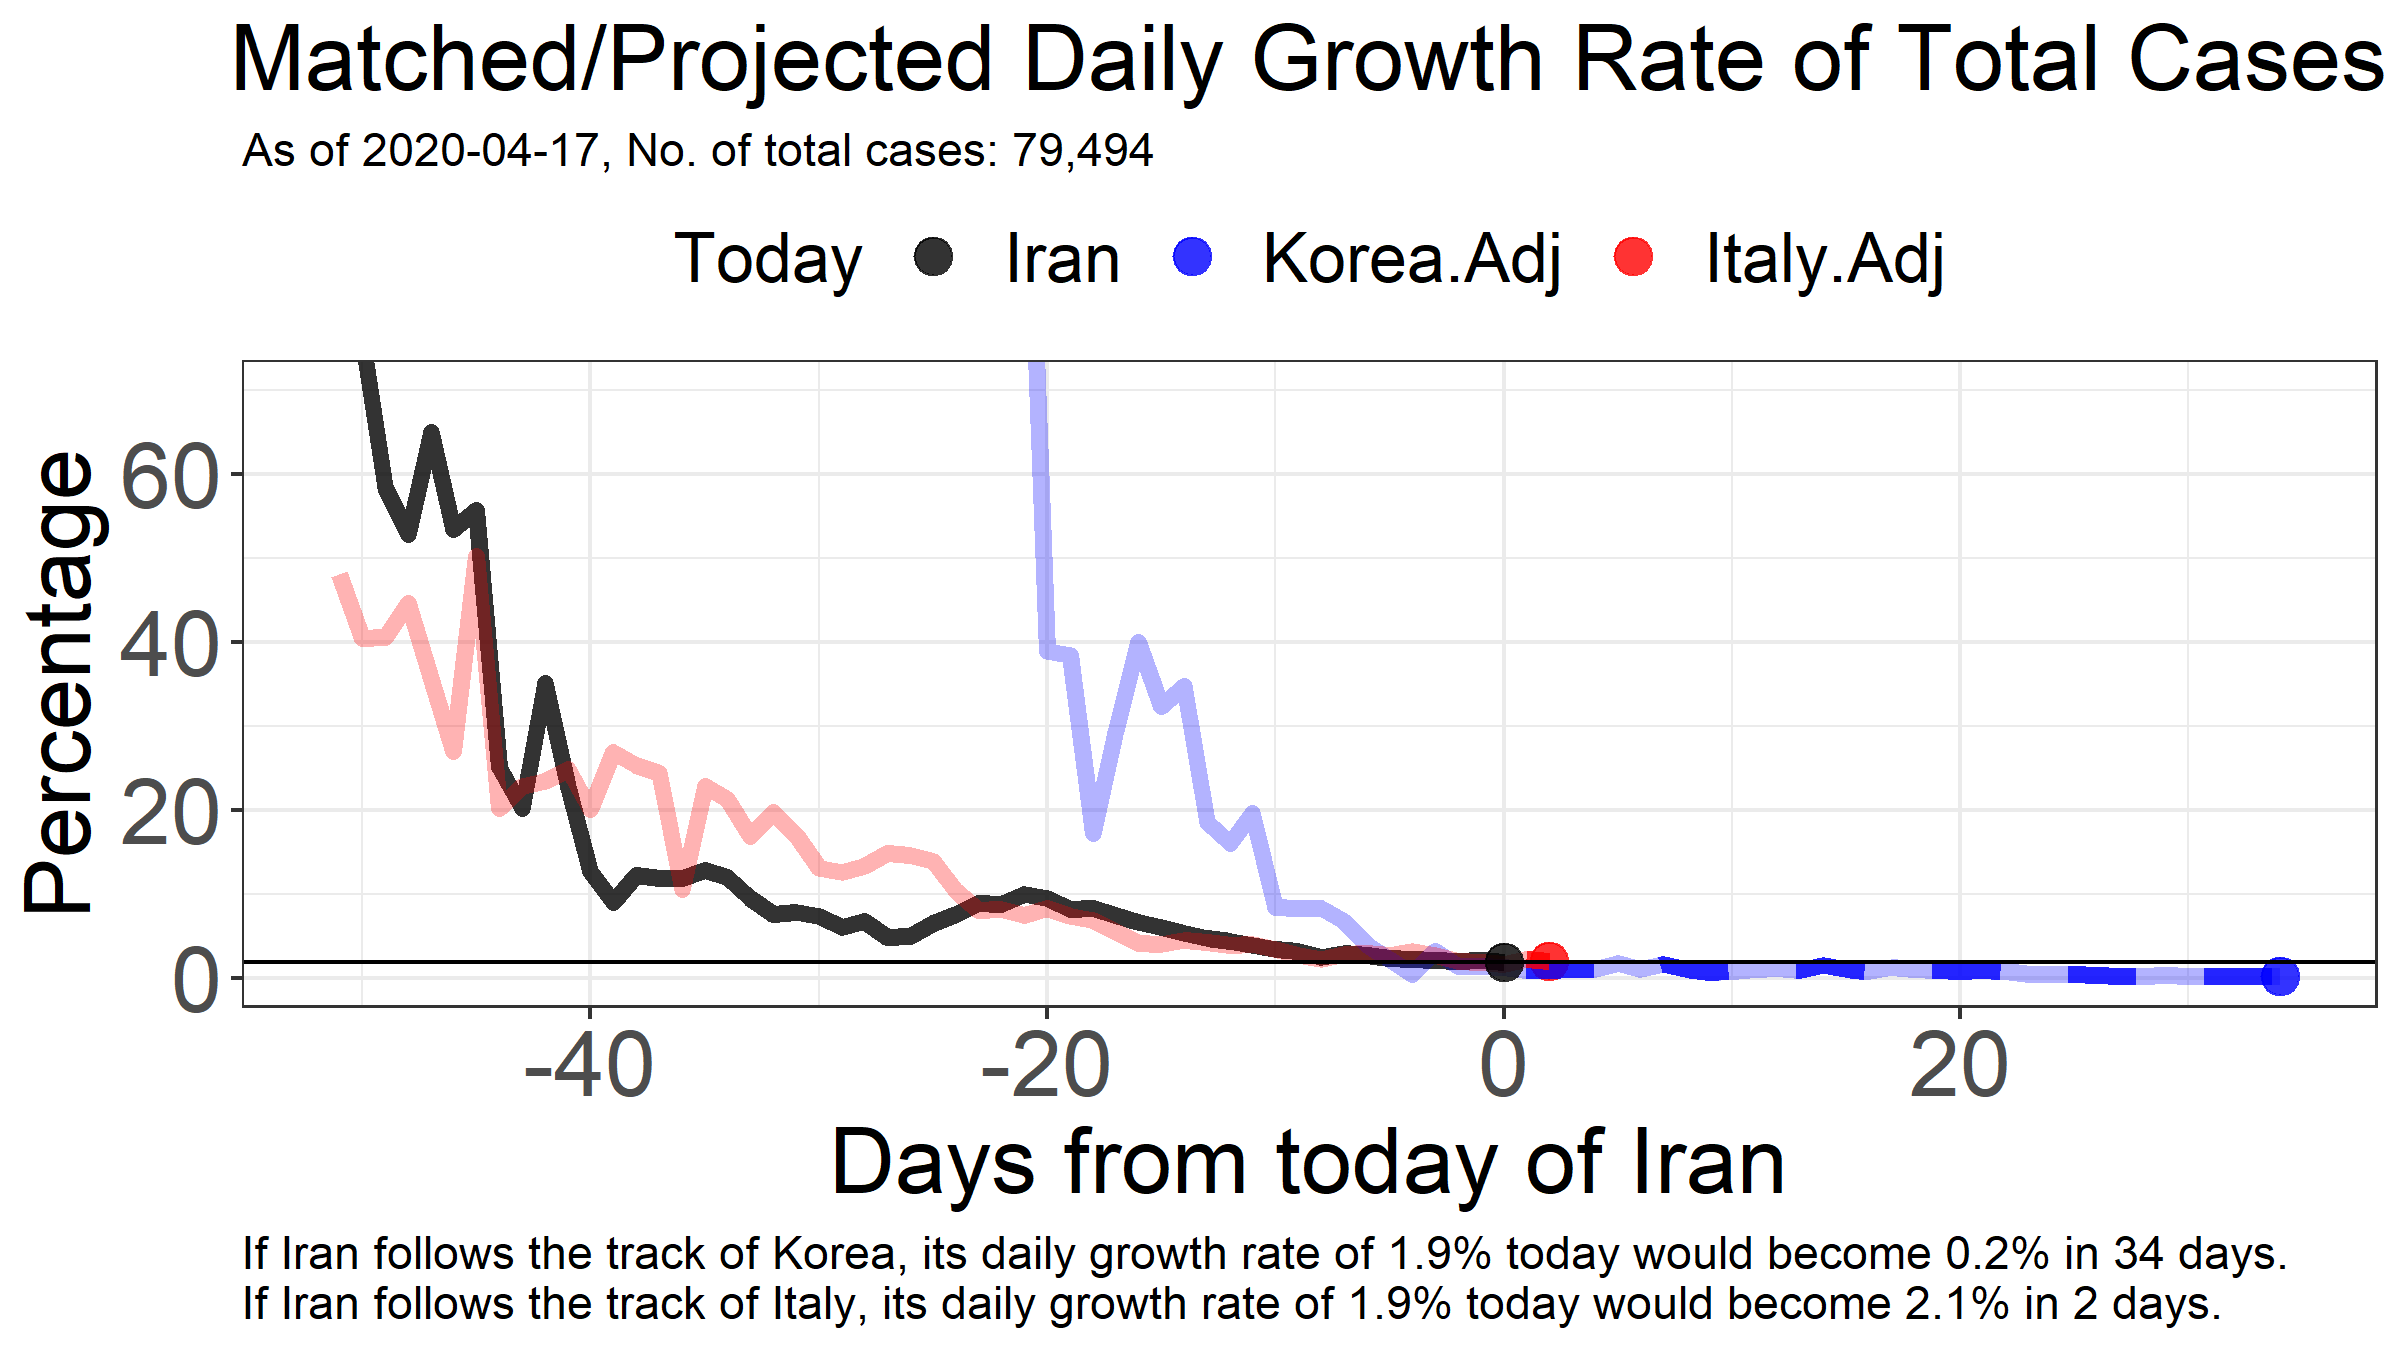 Matched/Projected Daily Growth Rate of Total Cases
As of 2020-04-17, No. of total cases: 79,494
Today Iran Korea.Adj Italy.Adj
Percentage
60
40
20
0
-40 -20 0 20
Days from today of Iran
If Iran follows the track of Korea, its daily growth rate of 1.9% today would become 0.2% in 34 days.
If Iran follows the track of Italy, its daily growth rate of 1.9% today would become 2.1% in 2 days.